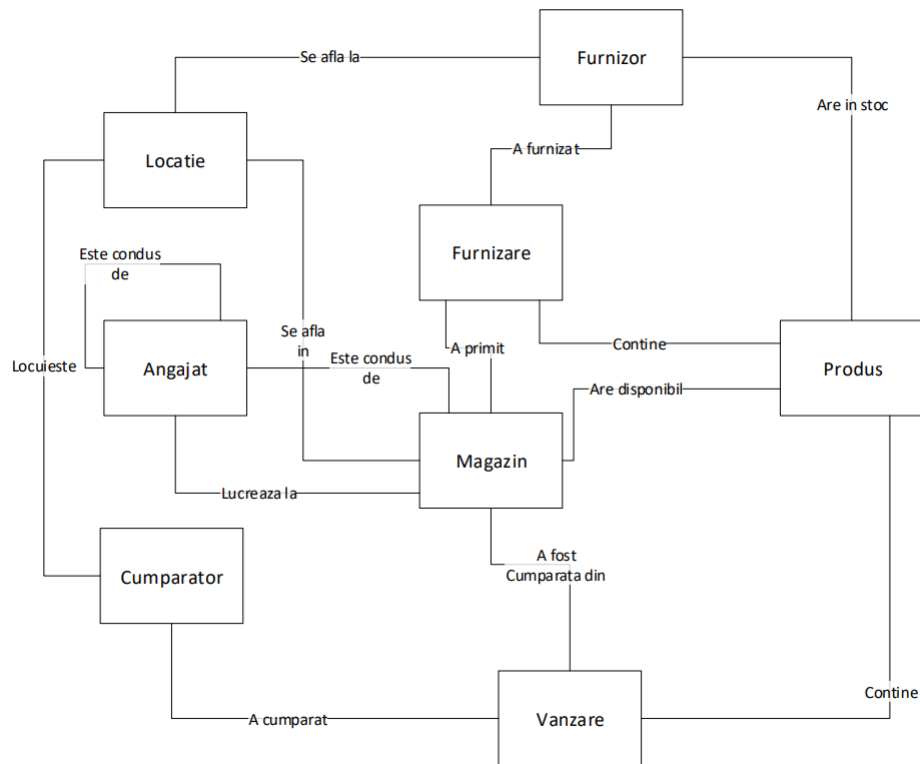 Furnizor
Se afla la
Are in stoc
A furnizat
Locatie
Furnizare
Este condus
de
Se afla
in
A primit
Contine
Este condus
de
Locuieste
Angajat
Produs
Are disponibil
Magazin
Lucreaza la
A fost
Cumparata din
Cumparator
Contine
Vanzare
A cumparat